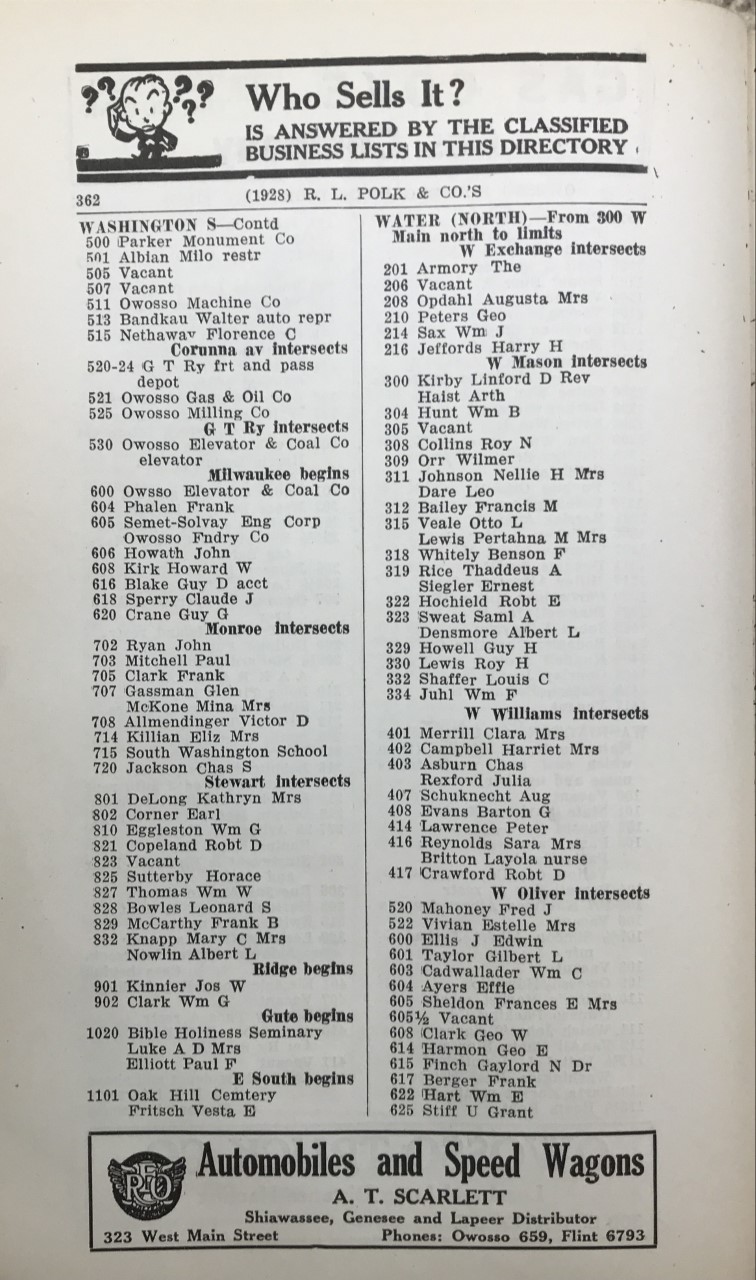 ?? ???
Who Sells It?
IS ANSWERED BY THE CLASSIFIED
BUSINESS LISTS IN THIS DIRECTORY
362
(1928) R. L. POLK & CO.'S
WASHINGTON S—Contd
500 Parker Monument Co
501 Albian Milo restr
505 Vacant
507 Vacant
511 Owosso Machine Co
513 Bandkau Walter auto repr
515 Nethaway Florence C
Corunna av intersects
520-24 G T Ry frt and pass
depot
521 Owosso Gas & Oil Co
525 Owosso Milling Co
G T Ry intersects
530 Owosso Elevator & Coal Co
elevator
Milwaukee begins
600 Owsso Elevator & Coal Co
604 Phalen Frank
605 Semet-Solvay Eng Corp
Owosso Fndry Co
606 Howath John
608 Kirk Howard W
616 Blake Guy D acct
618 Sperry Claude J
620 Crane Guy G
Monroe intersects
702 Ryan John
703 Mitchell Paul
705 Clark Frank
707 Gassman Glen
McKone Mina Mrs
708 Allmendinger Victor D
714 Killian Eliz Mrs
715 South Washington School
720 Jackson Chas S
Stewart intersects
801 DeLong Kathryn Mrs
802 Corner Earl
810 Eggleston Wm G
821 Copeland Robt D
823 Vacant
825 Sutterby Horace
827 Thomas Wm W
828 Bowles Leonard S
829 McCarthy Frank B
832 Knapp Mary C Mrs
Nowlin Albert L
Ridge begins
901 Kinnier Jos W
902 Clark Wm G
Gute begins
1020 Bible Holiness Seminary
Luke A D Mrs
Elliott Paul F
E South begins
1101 Oak Hill Cemtery
Fritsch Vesta E
WATER (NORTH)—From 300 W
Main north to limits
W Exchange intersects
201 Armory The
206 Vacant
208 Opdahl Augusta Mrs
210 Peters Geo
214 Sax Wm J
216 Jeffords Harry H
W Mason intersects
300 Kirby Linford D Rev
Haist Arth
304 Hunt Wm B
305 Vacant
308 Collins Roy N
309 Orr Wilmer
311 Johnson Nellie H Mrs
Dare Leo
312 Bailey Francis M
315 Veale Otto L
Lewis Pertahna M Mrs
318 Whitely Benson F
319 Rice Thaddeus A
Siegler Ernest
322 Hochield Robt E
323 Sweat Saml A
Densmore Albert L
329 Howell Guy H
330 Lewis Roy H
332 Shaffer Louis C
334 Juhl Wm F
W Williams intersects
401 Merrill Clara Mrs
402 Campbell Harriet Mrs
403 Asburn Chas
Rexford Julia
407 Schuknecht Aug
408 Evans Barton G
414 Lawrence Peter
416 Reynolds Sara Mrs
Britton Layola nurse
417 Crawford Robt D
W Oliver intersects
520 Mahoney Fred J
522 Vivian Estelle Mrs
600 Ellis J Edwin
601 Taylor Gilbert L
603 Cadwallader Wm C
604 Ayers Effie
605 Sheldon Frances E Mrs
605½ Vacant
608 Clark Geo W
614 Harmon Geo E
615 Finch Gaylord N Dr
617 Berger Frank
622 Hart Wm E
625 Stiff U Grant
REO
Automobiles and Speed Wagons
A. T. SCARLETT
Shiawassee, Genesee and Lapeer Distributor
323 West Main Street Phones: Owosso 659, Flint 6793